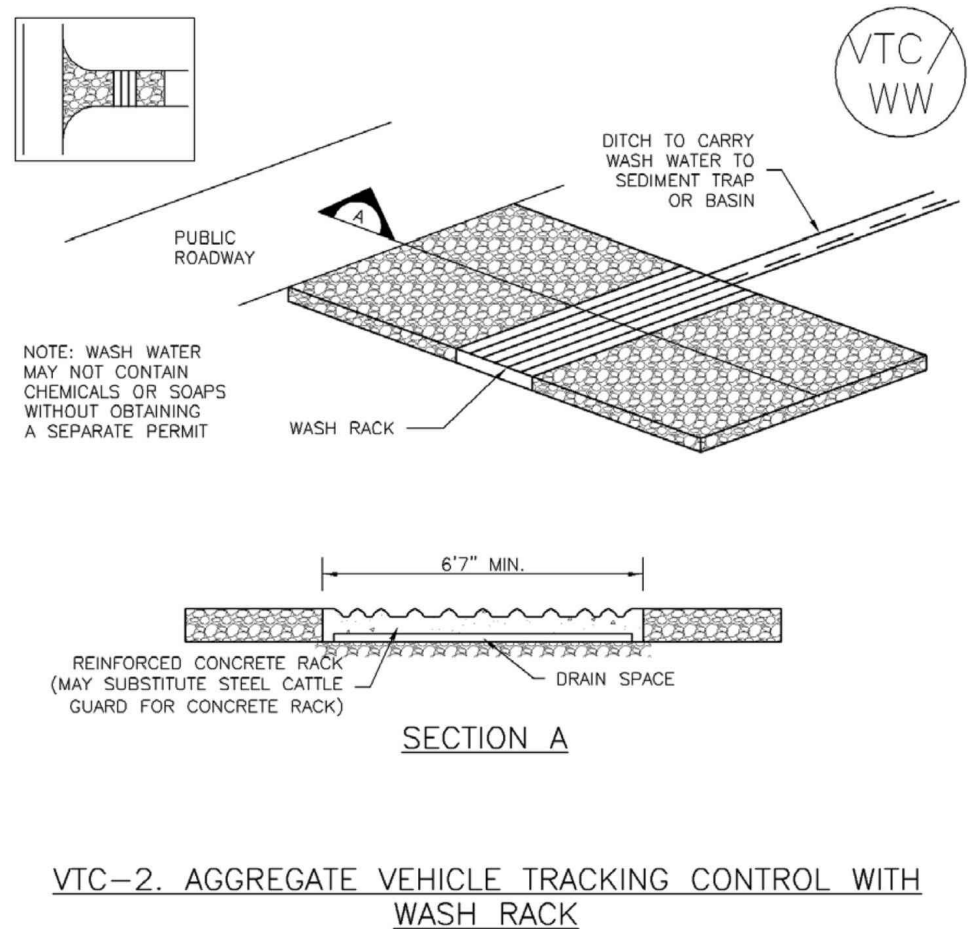 VTC/
WW
DITCH TO CARRY
WASH WATER TO
SEDIMENT TRAP
OR BASIN
A
PUBLIC
ROADWAY
NOTE: WASH WATER
MAY NOT CONTAIN
CHEMICALS OR SOAPS
WITHOUT OBTAINING
A SEPARATE PERMIT
WASH RACK
6'7" MIN.
REINFORCED CONCRETE RACK
(MAY SUBSTITUTE STEEL CATTLE
GUARD FOR CONCRETE RACK)
DRAIN SPACE
SECTION A
VTC-2. AGGREGATE VEHICLE TRACKING CONTROL WITH
WASH RACK